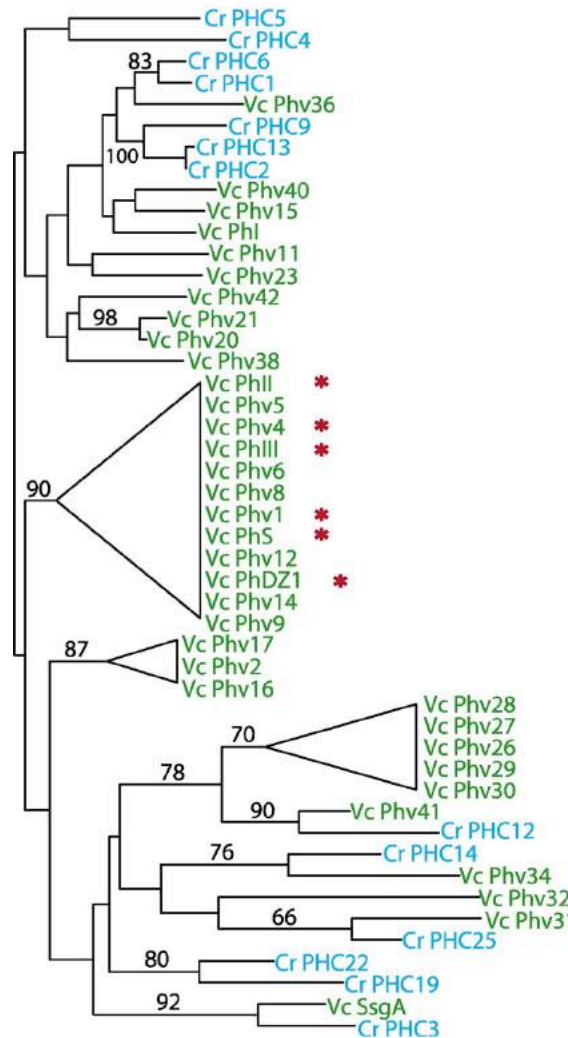 Cr PHC5
Cr PHC4
83 Cr PHC6
Cr PHC1
Vc Phv36
Cr PHC9
100 Cr PHC13
Cr PHC2
Vc Phv40
Vc Phv15
Vc PhI
Vc Phv11
Vc Phv23
Vc Phv42
98 Vc Phv21
Vc Phv20
Vc Phv38
Vc PhII *
Vc Phv5
Vc Phv4 *
Vc PhIII *
Vc Phv6
90 Vc Phv8
Vc Phv1 *
Vc PhS *
Vc Phv12
Vc PhDZ1 *
Vc Phv14
Vc Phv9
87 Vc Phv17
Vc Phv2
Vc Phv16
Vc Phv28
Vc Phv27
70 Vc Phv26
Vc Phv29
78 Vc Phv30
90 Vc Phv41
Cr PHC12
76 Cr PHC14
Vc Phv34
Vc Phv32
66 Vc Phv31
Cr PHC25
80 Cr PHC22
Cr PHC19
92 Vc SsgA
Cr PHC3